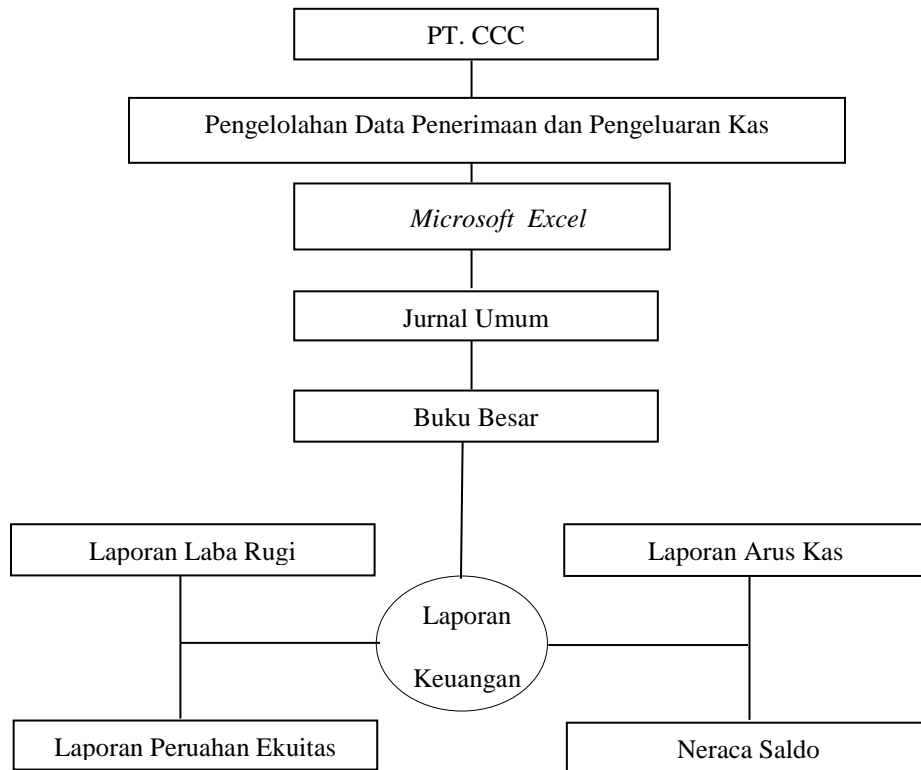 PT. CCC
Pengelolahan Data Penerimaan dan Pengeluaran Kas
Microsoft Excel
Jurnal Umum
Buku Besar
Laporan Laba Rugi
Laporan Arus Kas
Laporan
Keuangan
Laporan Peruahan Ekuitas
Neraca Saldo